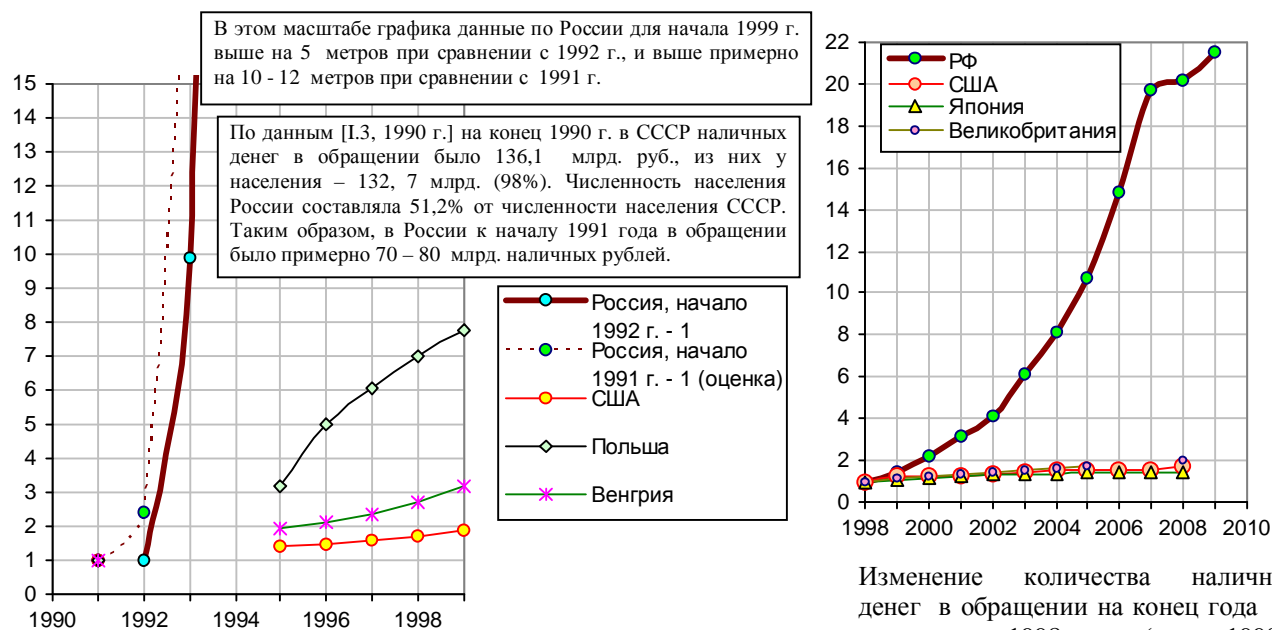 В этом масштабе графика данные по России для начала 1999 г.
выше на 5 метров при сравнении с 1992 г., и выше примерно
на 10 - 12 метров при сравнении с 1991 г.
По данным [I.3, 1990 г.] на конец 1990 г. в СССР наличных
денег в обращении было 136,1 млрд. руб., из них у
населения – 132, 7 млрд. (98%). Численность населения
России составляла 51,2% от численности населения СССР.
Таким образом, в России к началу 1991 года в обращении
было примерно 70 – 80 млрд. наличных рублей.
15
14
13
12
11
10
9
8
7
6
5
4
3
2
1
0
1990 1992 1994 1996 1998
Россия, начало
1992 г. - 1
Россия, начало
1991 г. - 1 (оценка)
США
Польша
Венгрия
22
20
18
16
14
12
10
8
6
4
2
0
РФ
США
Япония
Великобритания
1998 2000 2002 2004 2006 2008 2010
Изменение количества наличн
денег в обращении на конец года